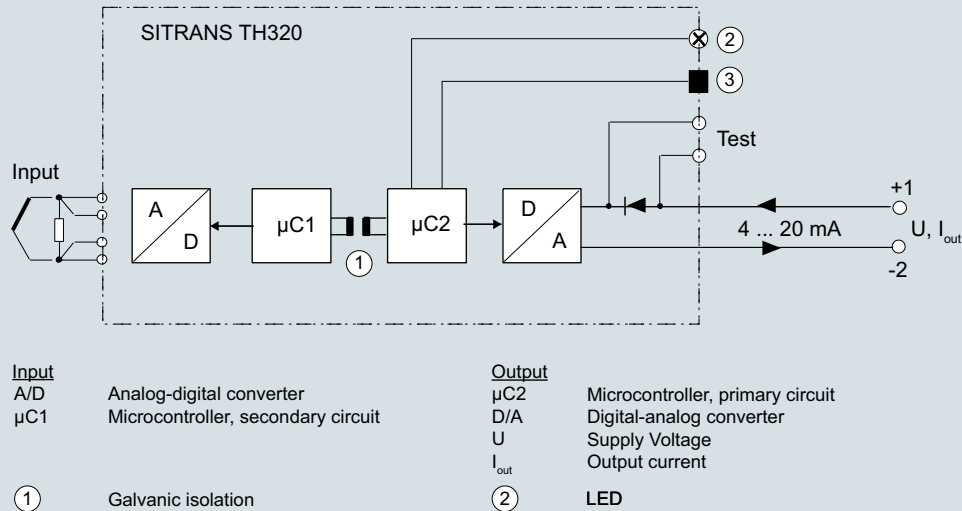 SITRANS TH320
2
3
Test
Input
A
D
µC1
µC2
D
A
1
4 ... 20 mA
+1
U, Iout
-2
Input
A/D Analog-digital converter
µC1 Microcontroller, secondary circuit
1 Galvanic isolation
Output
µC2 Microcontroller, primary circuit
D/A Digital-analog converter
U Supply Voltage
Iout Output current
2 LED